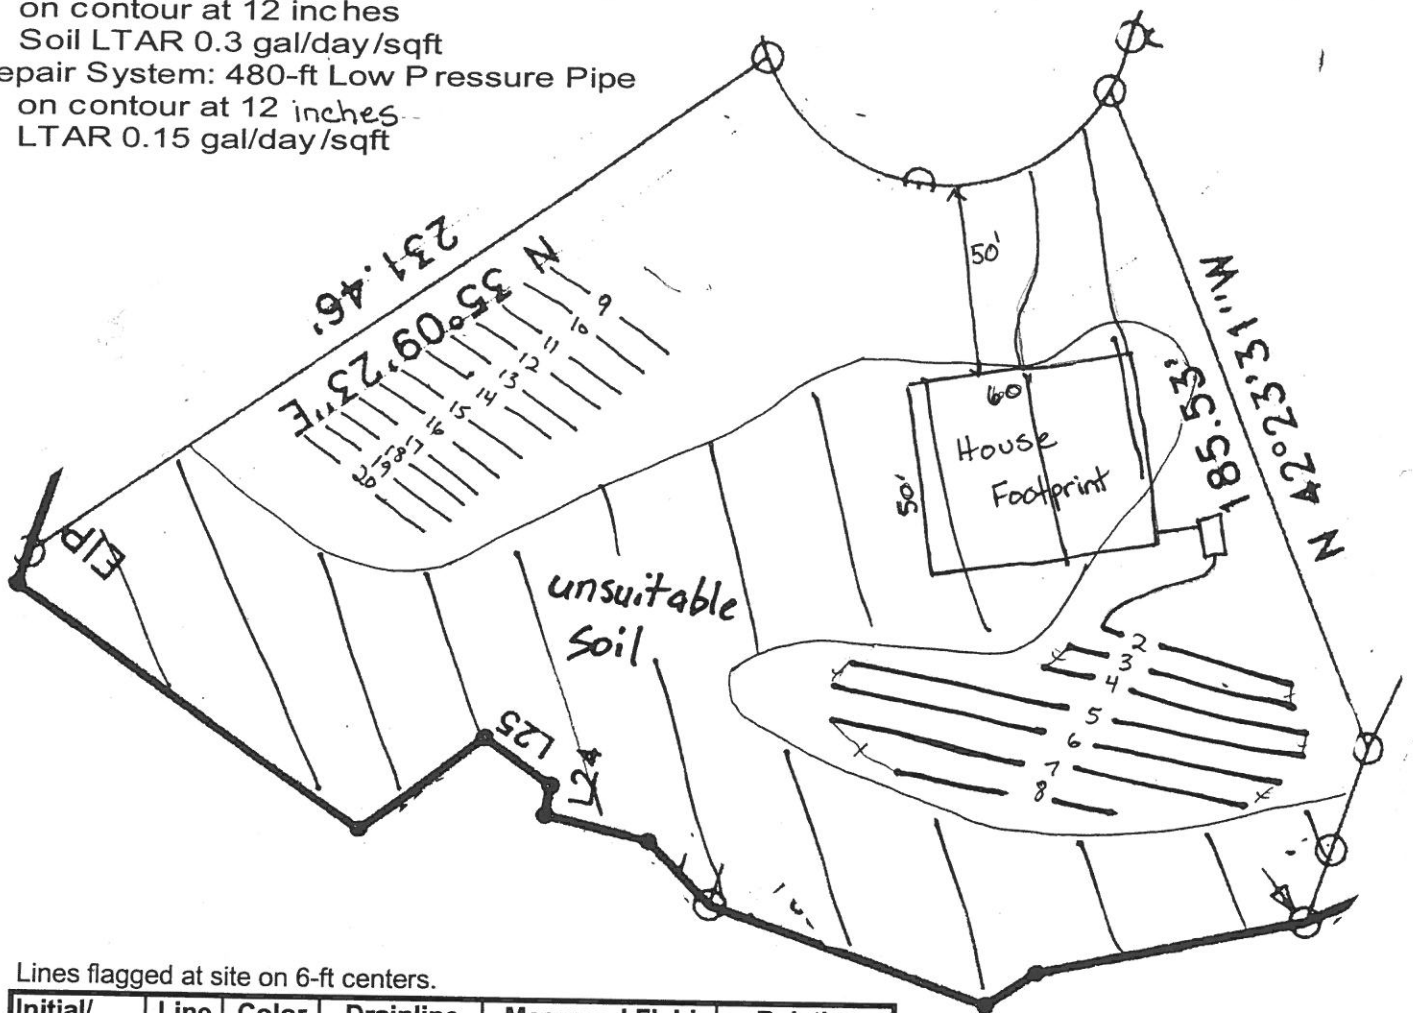 on contour at 12 inches
Soil LTAR 0.3 gal/day/sqft
epair System: 480-ft Low Pressure Pipe
on contour at 12 inches
LTAR 0.15 gal/day/sqft
231.46'
N 35°09'23"E
N 42°23'31"W
185.53'
50'
60'
50'
House
Footprint
9
10
11
12
13
14
15
16
17
18
19
20
EIP
unsuitable
soil
L25
L24
2
3
4
5
6
7
8
Lines flagged at site on 6-ft centers.
Initial/ Line Color Drainline